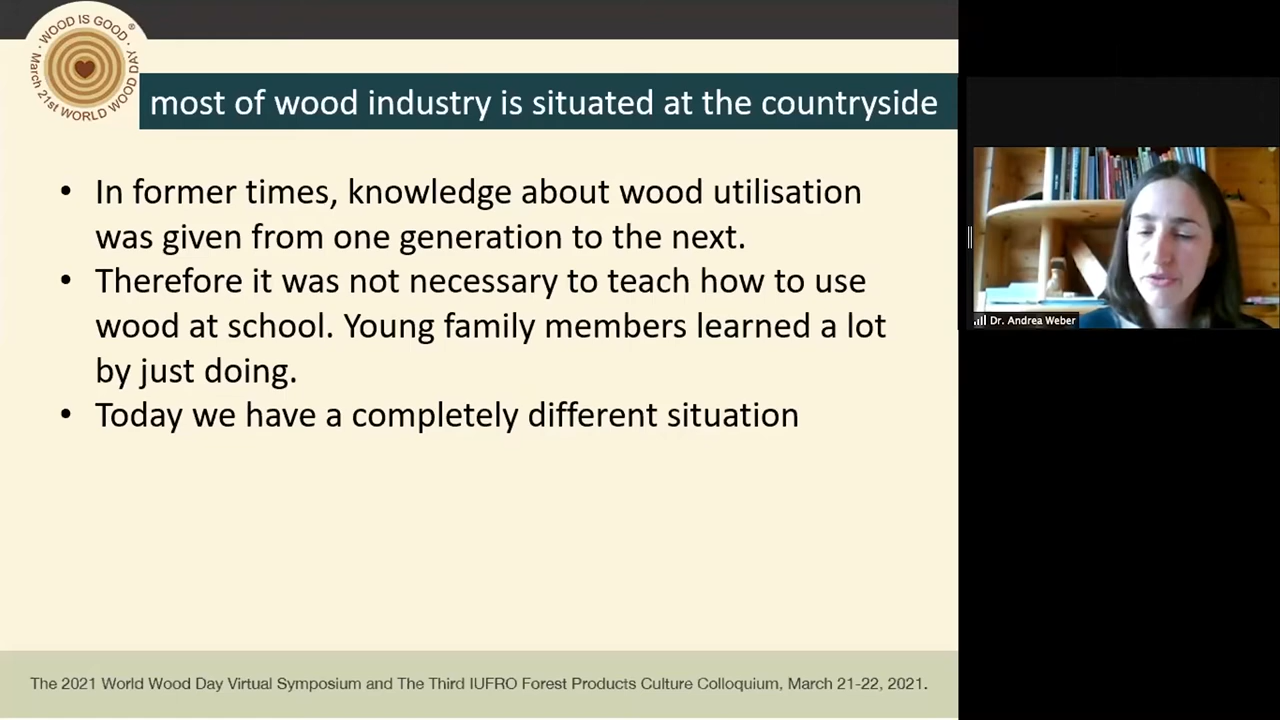 · WOOD IS GOOD ·
®
March 21st WORLD WOOD DAY
most of wood industry is situated at the countryside
• In former times, knowledge about wood utilisation
was given from one generation to the next.
• Therefore it was not necessary to teach how to use
wood at school. Young family members learned a lot
by just doing.
• Today we have a completely different situation
Dr. Andrea Weber
The 2021 World Wood Day Virtual Symposium and The Third IUFRO Forest Products Culture Colloquium, March 21-22, 2021.